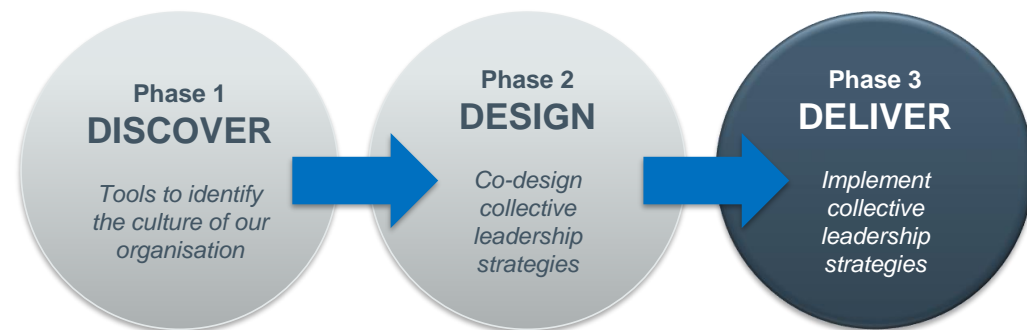 Phase 1
DISCOVER
Tools to identify
the culture of our
organisation
Phase 2
DESIGN
Co-design
collective
leadership
strategies
Phase 3
DELIVER
Implement
collective
leadership
strategies